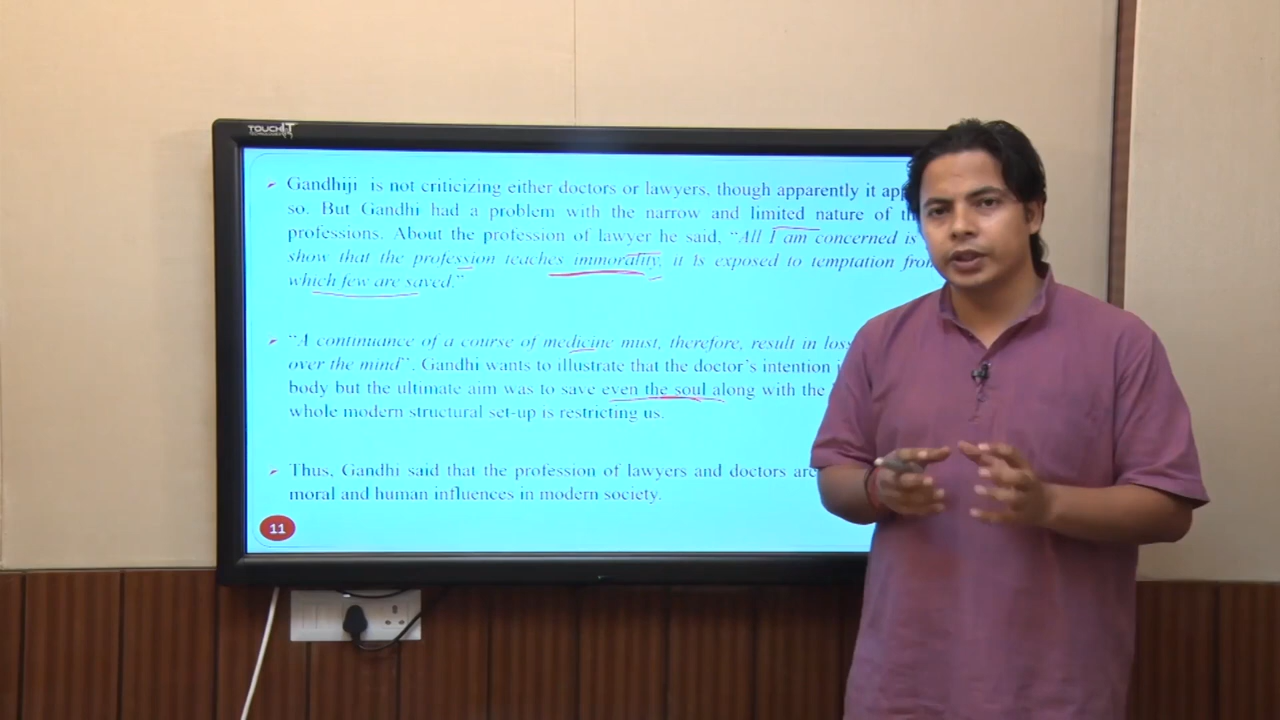 TOUCHIT
Gandhiji is not criticizing either doctors or lawyers, though apparently it
so. But Gandhi had a problem with the narrow and limited nature of
professions. About the profession of lawyer he said, “All I am concerned is
show that the profession teaches immorality, it is exposed to temptation from
which few are saved.”
“A continuance of a course of medicine must, therefore, result in loss
over the mind”. Gandhi wants to illustrate that the doctor’s intention
body but the ultimate aim was to save even the soul along with the
whole modern structural set-up is restricting us.
Thus, Gandhi said that the profession of lawyers and doctors are
moral and human influences in modern society.
11